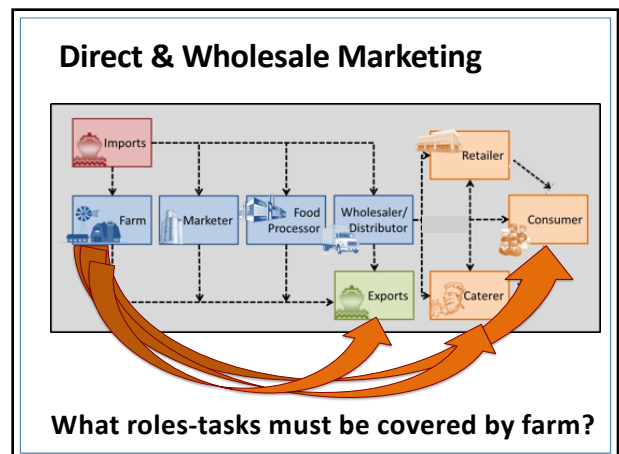 Direct & Wholesale Marketing
Imports
Retailer
Farm
Marketer
Food
Processor
Wholesaler/
Distributor
Consumer
Exports
Caterer
What roles-tasks must be covered by farm?